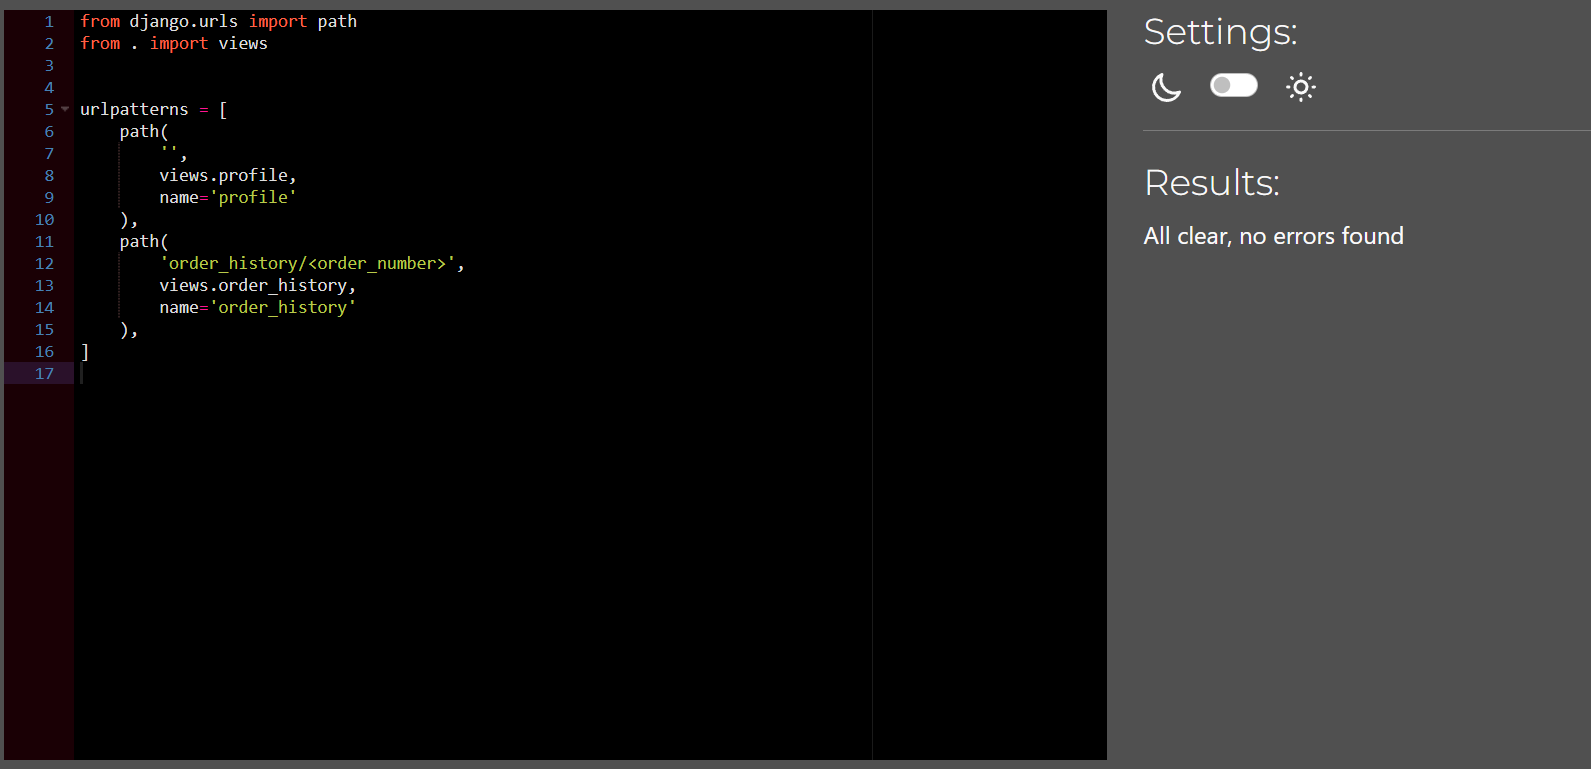 1 from django.urls import path
2 from . import views
3
4
5 urlpatterns = [
6     path(
7         '',
8         views.profile,
9         name='profile'
10     ),
11     path(
12         'order_history/<order_number>',
13         views.order_history,
14         name='order_history'
15     ),
16 ]
17
Settings:
Results:
All clear, no errors found